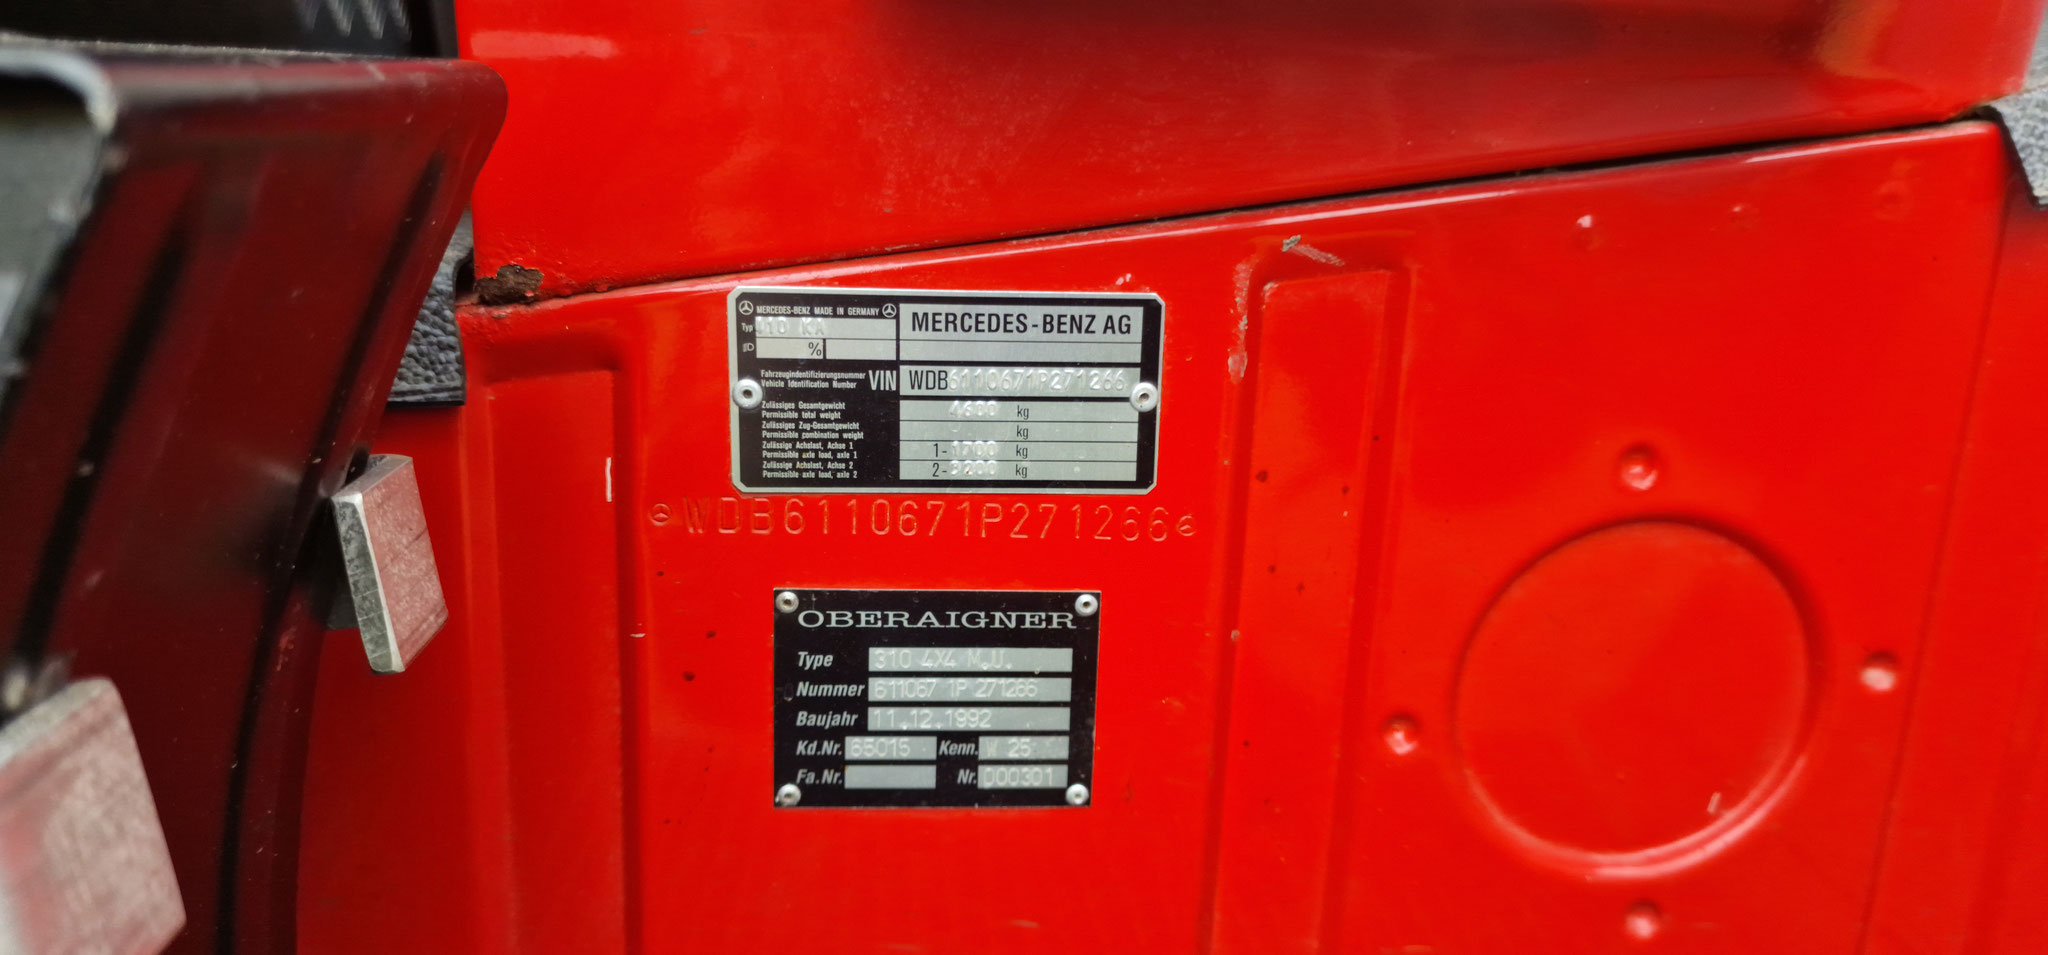 MERCEDES-BENZ MADE IN GERMANY
MERCEDES-BENZ AG
Typ 310 KA
%
Fahrzeugidentifizierungsnummer
Vehicle Identification Number
VIN WDB6110671P271266
Zulässiges Gesamtgewicht
Permissible total weight
4600 kg
Zulässiges Zug-Gesamtgewicht
Permissible combination weight
kg
Zulässige Achslast, Achse 1
Permissible axle load, axle 1
1- 1700 kg
Zulässige Achslast, Achse 2
Permissible axle load, axle 2
2- 3200 kg
WDB6110671P271266
OBERAIGNER
Type 310 4X4 M.U.
Nummer 611067 1P 271266
Baujahr 11.12.1992
Kd.Nr. 65015 Kenn. W 25
Fa.Nr. Nr. 000301